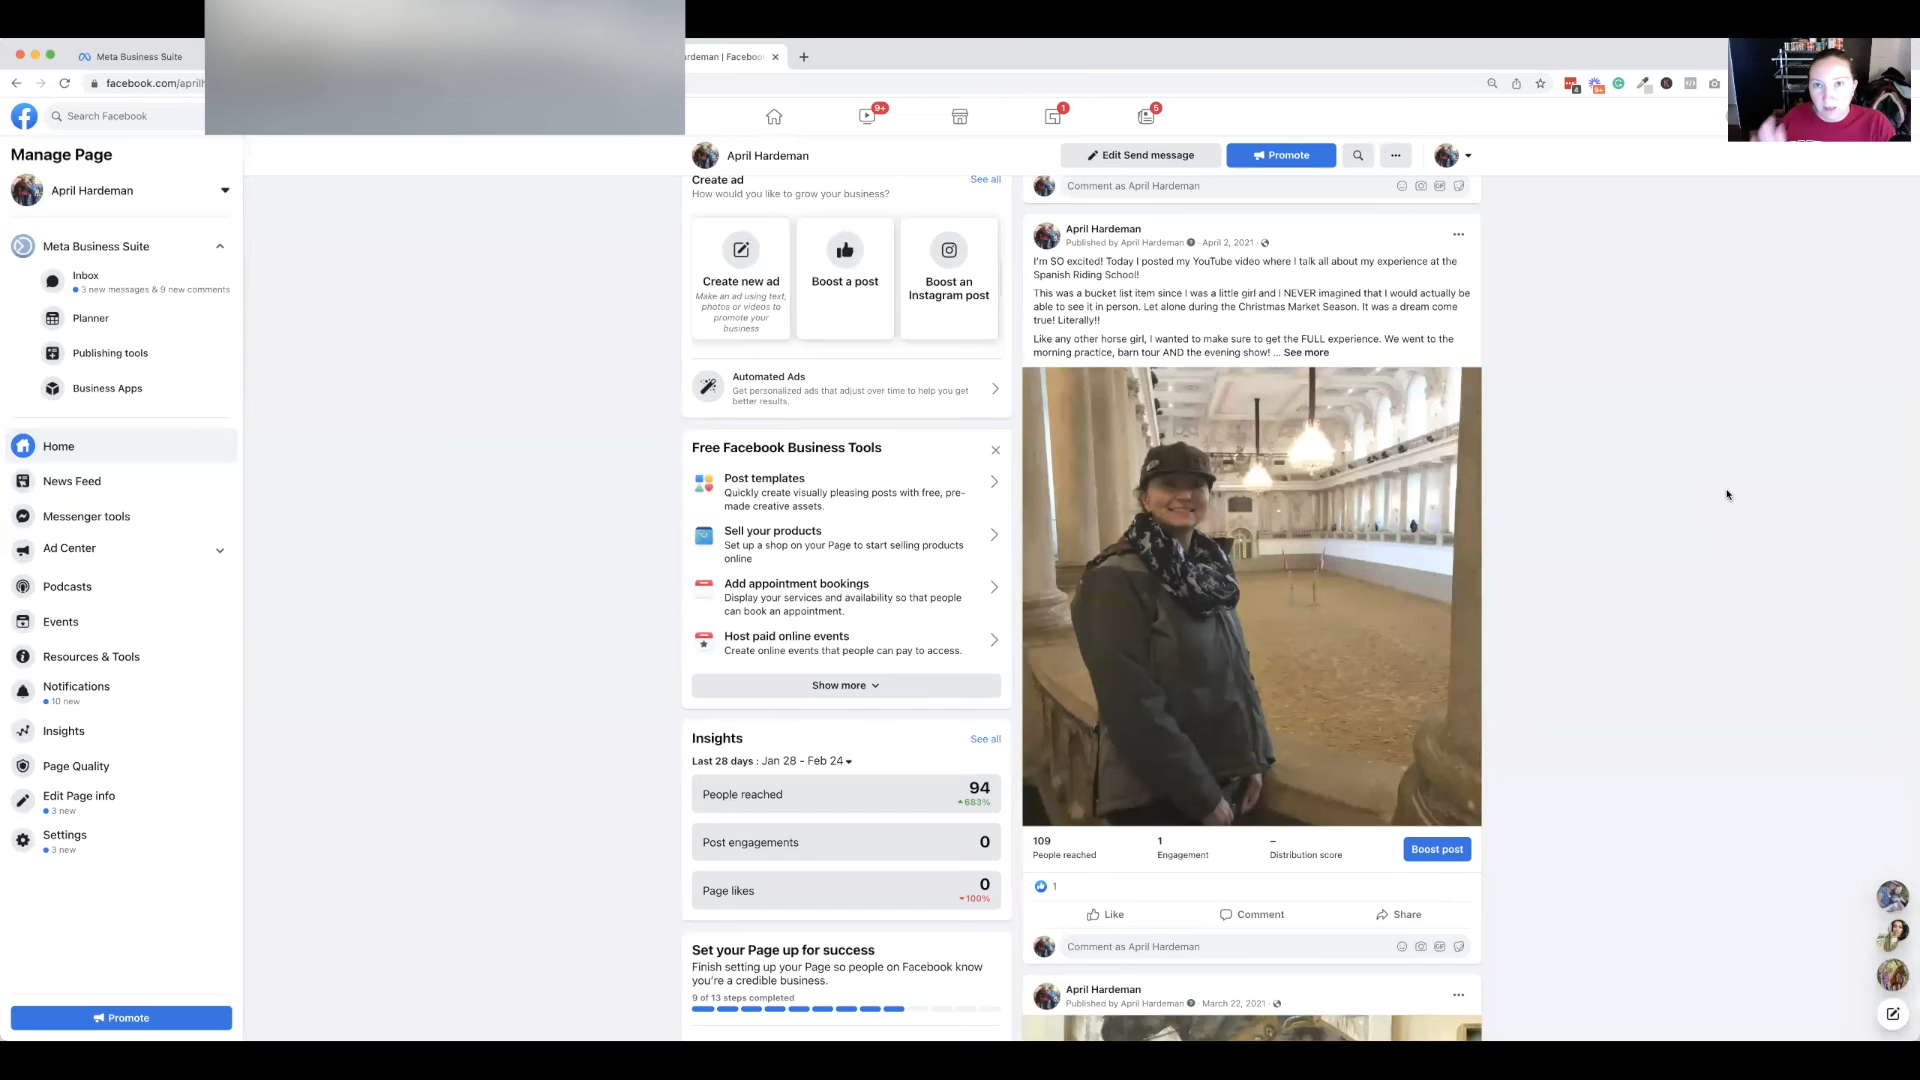 Meta Business Suite
rdeman | Faceboo
facebook.com/april
Search Facebook
9+
1
5
4
9+
Manage Page
April Hardeman
Meta Business Suite
Inbox
3 new messages & 9 new comments
Planner
Publishing tools
Business Apps
Home
News Feed
Messenger tools
Ad Center
Podcasts
Events
Resources & Tools
Notifications
10 new
Insights
Page Quality
Edit Page info
3 new
Settings
3 new
Promote
April Hardeman
Edit Send message
Promote
Create ad
See all
How would you like to grow your business?
Create new ad
Make an ad using text,
photos or videos to
promote your
business
Boost a post
Boost an
Instagram post
Automated Ads
Get personalized ads that adjust over time to help you get
better results.
Free Facebook Business Tools
Post templates
Quickly create visually pleasing posts with free, pre-
made creative assets.
Sell your products
Set up a shop on your Page to start selling products
online
Add appointment bookings
Display your services and availability so that people
can book an appointment.
Host paid online events
Create online events that people can pay to access.
Show more
Insights
See all
Last 28 days : Jan 28 - Feb 24
People reached
94
683%
Post engagements
0
Page likes
0
100%
Set your Page up for success
Finish setting up your Page so people on Facebook know
you're a credible business.
9 of 13 steps completed
Comment as April Hardeman
April Hardeman
Published by April Hardeman · April 2, 2021 ·
I'm SO excited! Today I posted my YouTube video where I talk all about my experience at the
Spanish Riding School!
This was a bucket list item since I was a little girl and I NEVER imagined that I would actually be
able to see it in person. Let alone during the Christmas Market Season. It was a dream come
true! Literally!!
Like any other horse girl, I wanted to make sure to get the FULL experience. We went to the
morning practice, barn tour AND the evening show! ... See more
109
People reached
1
Engagement
–
Distribution score
Boost post
1
Like
Comment
Share
Comment as April Hardeman
April Hardeman
Published by April Hardeman · March 22, 2021 ·